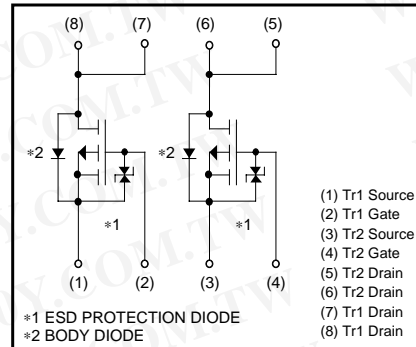 (8) (7) (6) (5)
*2 *2
*1 *1
(1) (2) (3) (4)
(1) Tr1 Source
(2) Tr1 Gate
(3) Tr2 Source
(4) Tr2 Gate
(5) Tr2 Drain
(6) Tr2 Drain
(7) Tr1 Drain
(8) Tr1 Drain
*1 ESD PROTECTION DIODE
*2 BODY DIODE